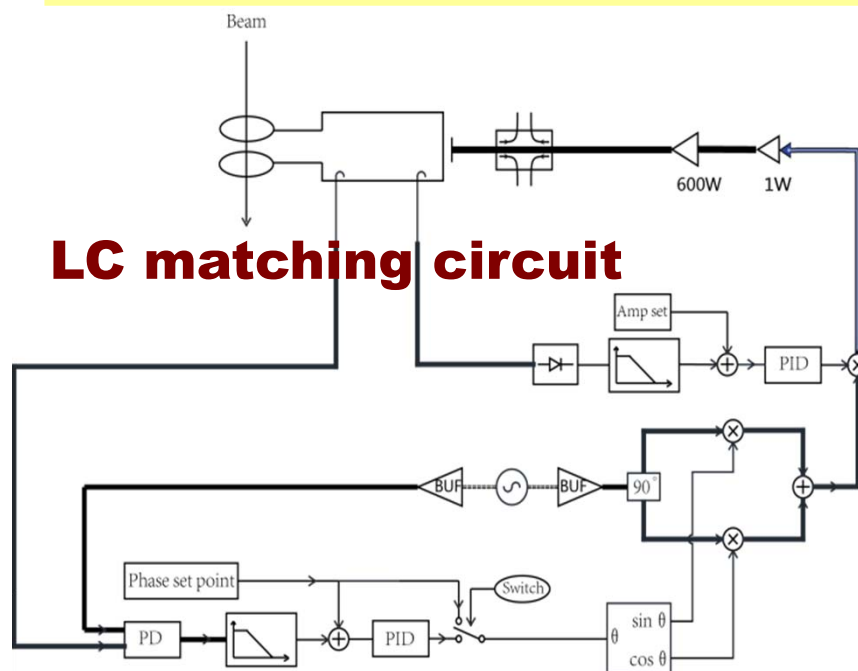 Beam
600W
1W
LC matching circuit
Amp set
PID
BUF
BUF
90°
Phase set point
Switch
PD
PID
θ
sin θ
cos θ